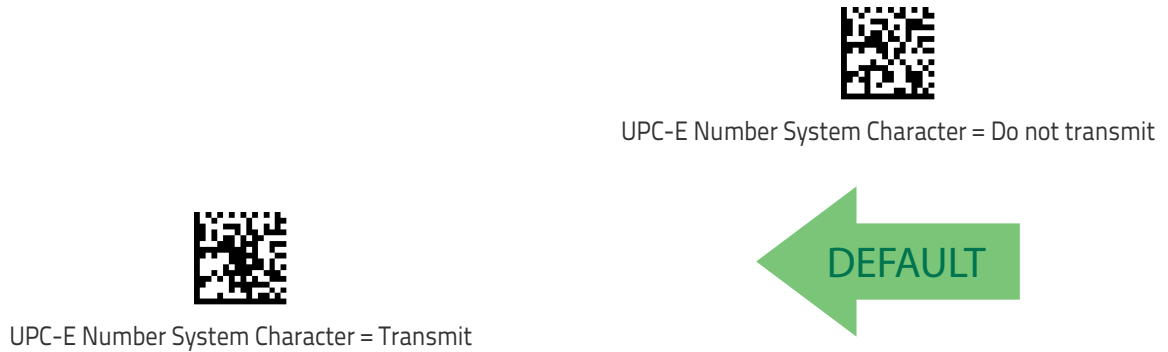 UPC-E Number System Character = Do not transmit
DEFAULT
UPC-E Number System Character = Transmit